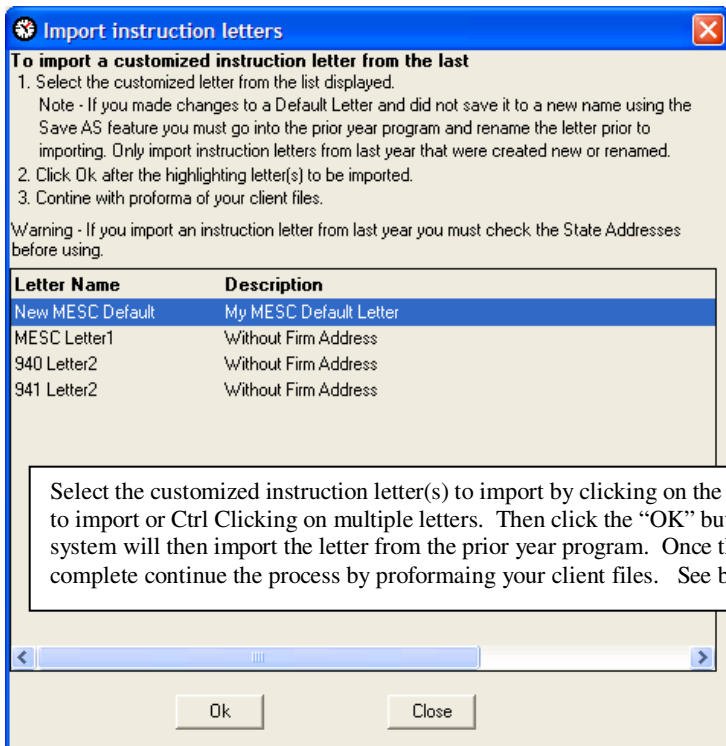 Import instruction letters
To import a customized instruction letter from the last
1. Select the customized letter from the list displayed.
Note - If you made changes to a Default Letter and did not save it to a new name using the
Save AS feature you must go into the prior year program and rename the letter prior to
importing. Only import instruction letters from last year that were created new or renamed.
2. Click Ok after the highlighting letter(s) to be imported.
3. Contine with proforma of your client files.
Warning - If you import an instruction letter from last year you must check the State Addresses
before using.
Letter Name Description
New MESC Default My MESC Default Letter
MESC Letter1 Without Firm Address
940 Letter2 Without Firm Address
941 Letter2 Without Firm Address
Select the customized instruction letter(s) to import by clicking on the
to import or Ctrl Clicking on multiple letters. Then click the “OK”
system will then import the letter from the prior year program. Once
complete continue the process by proformaing your client files. See
Ok Close